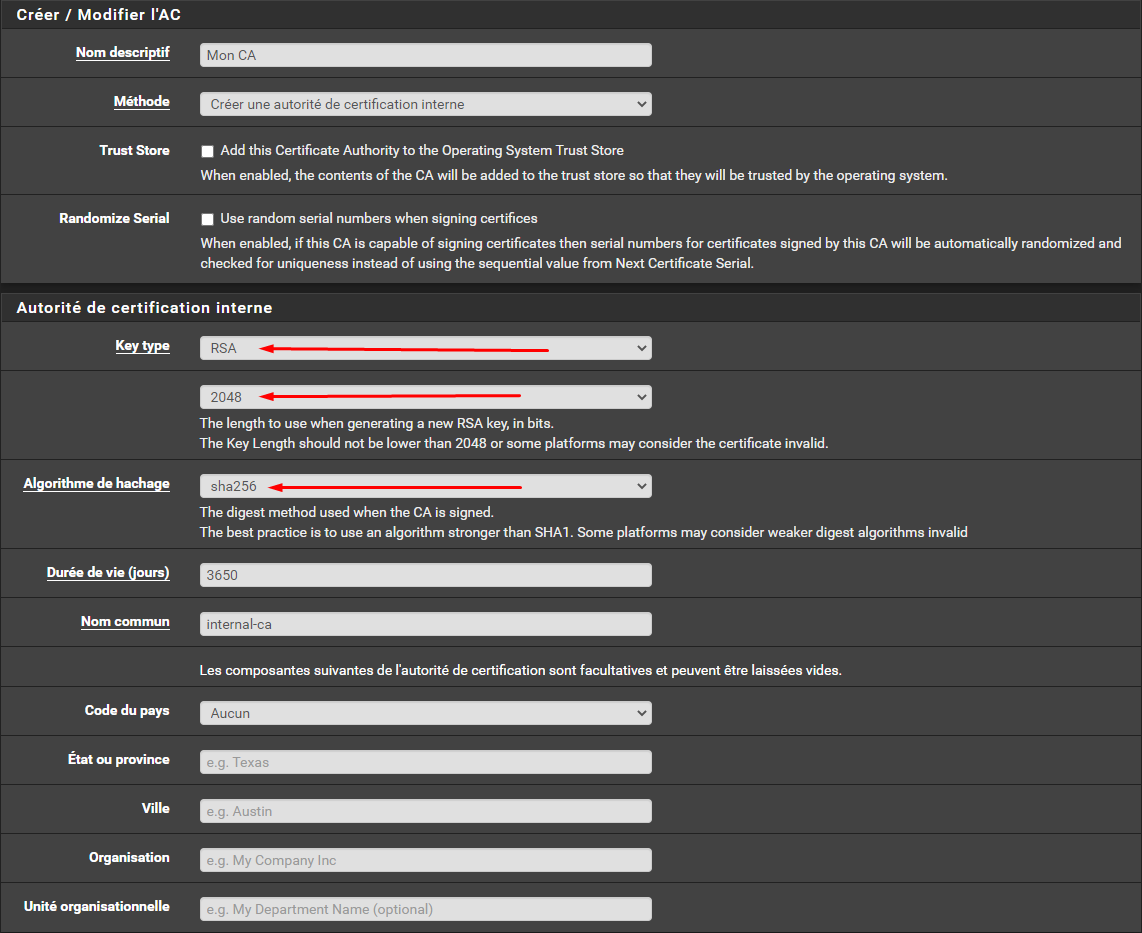 Créer / Modifier l'AC
Nom descriptif
Mon CA
Méthode
Créer une autorité de certification interne
Trust Store
Add this Certificate Authority to the Operating System Trust Store
When enabled, the contents of the CA will be added to the trust store so that they will be trusted by the operating system.
Randomize Serial
Use random serial numbers when signing certifices
When enabled, if this CA is capable of signing certificates then serial numbers for certificates signed by this CA will be automatically randomized and
checked for uniqueness instead of using the sequential value from Next Certificate Serial.
Autorité de certification interne
Key type
RSA
2048
The length to use when generating a new RSA key, in bits.
The Key Length should not be lower than 2048 or some platforms may consider the certificate invalid.
Algorithme de hachage
sha256
The digest method used when the CA is signed.
The best practice is to use an algorithm stronger than SHA1. Some platforms may consider weaker digest algorithms invalid
Durée de vie (jours)
3650
Nom commun
internal-ca
Les composantes suivantes de l'autorité de certification sont facultatives et peuvent être laissées vides.
Code du pays
Aucun
État ou province
e.g. Texas
Ville
e.g. Austin
Organisation
e.g. My Company Inc
Unité organisationnelle
e.g. My Department Name (optional)